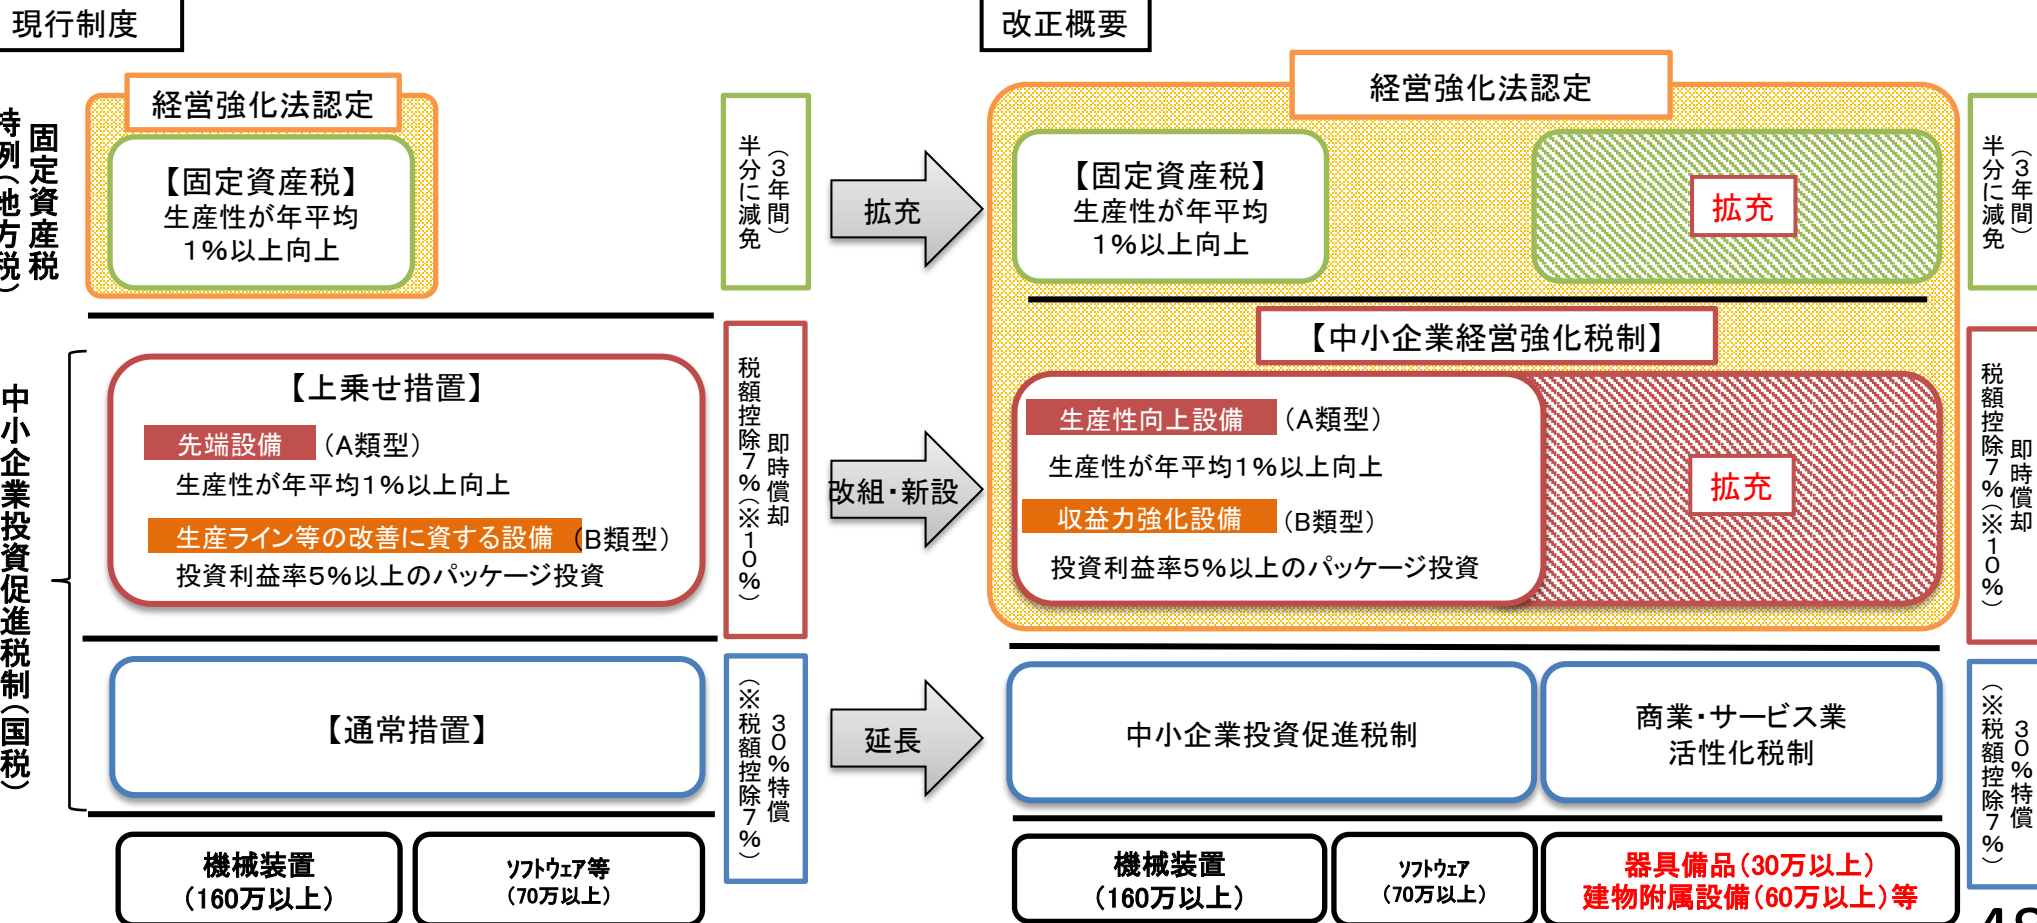 現行制度
固定資産税
特例(地方税)
経営強化法認定
【固定資産税】
生産性が年平均
1%以上向上
(3年間)
半分に減免
拡充
中小企業投資促進税制(国税)
【上乗せ措置】
先端設備 (A類型)
生産性が年平均1%以上向上
生産ライン等の改善に資する設備 (B類型)
投資利益率5%以上のパッケージ投資
即時償却
税額控除7%(※10%)
改組・新設
【通常措置】
30%特償
(※税額控除7%)
延長
機械装置
(160万以上)
ソフトウェア等
(70万以上)
改正概要
経営強化法認定
【固定資産税】
生産性が年平均
1%以上向上
拡充
(3年間)
半分に減免
【中小企業経営強化税制】
生産性向上設備 (A類型)
生産性が年平均1%以上向上
収益力強化設備 (B類型)
投資利益率5%以上のパッケージ投資
拡充
即時償却
税額控除7%(※10%)
中小企業投資促進税制
商業・サービス業
活性化税制
30%特償
(※税額控除7%)
機械装置
(160万以上)
ソフトウェア
(70万以上)
器具備品(30万以上)
建物附属設備(60万以上)等